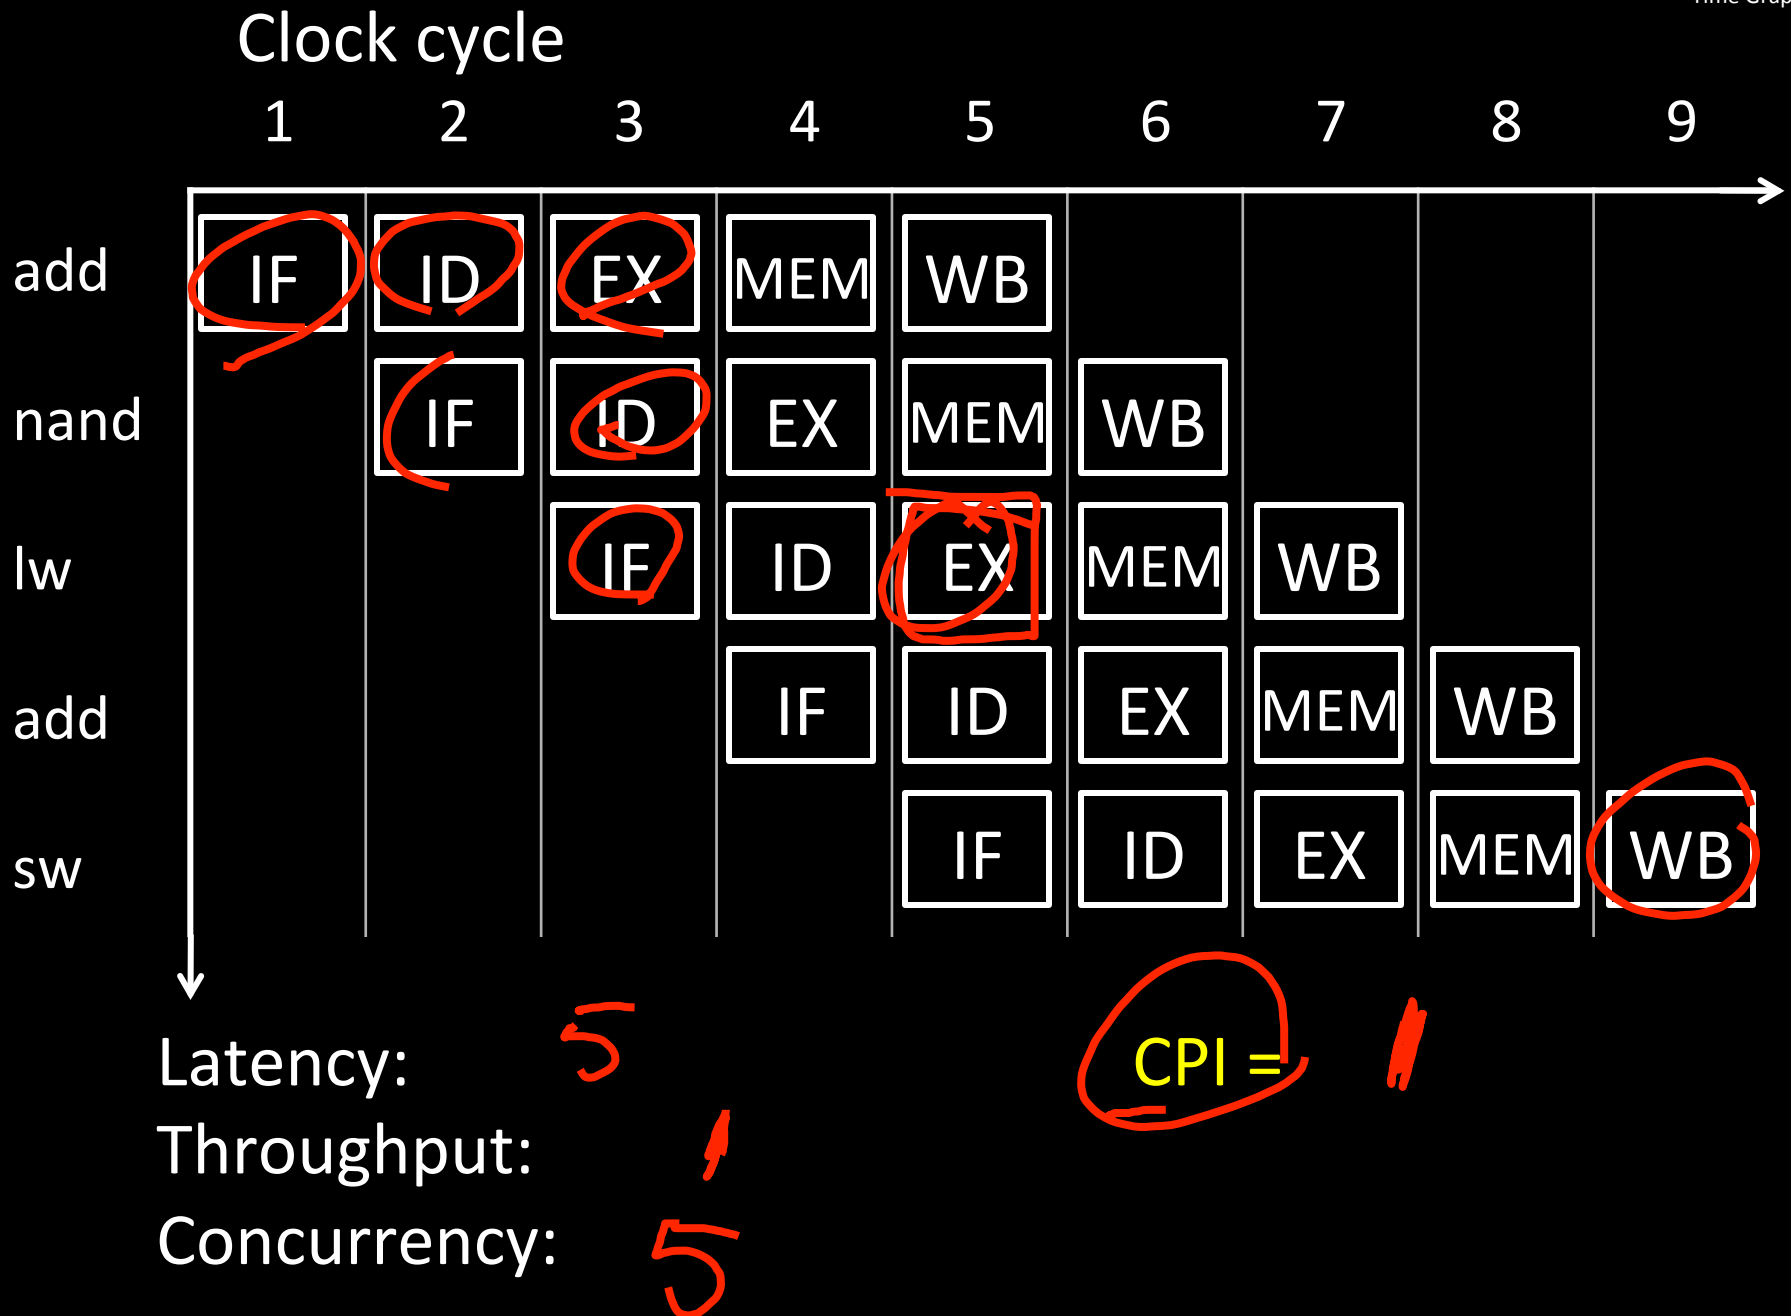 Time Grap
Clock cycle
1 2 3 4 5 6 7 8 9
add IF ID EX MEM WB
nand IF ID EX MEM WB
lw IF ID EX MEM WB
add IF ID EX MEM WB
sw IF ID EX MEM WB
Latency: 5 CPI = 1
Throughput: 1
Concurrency: 5